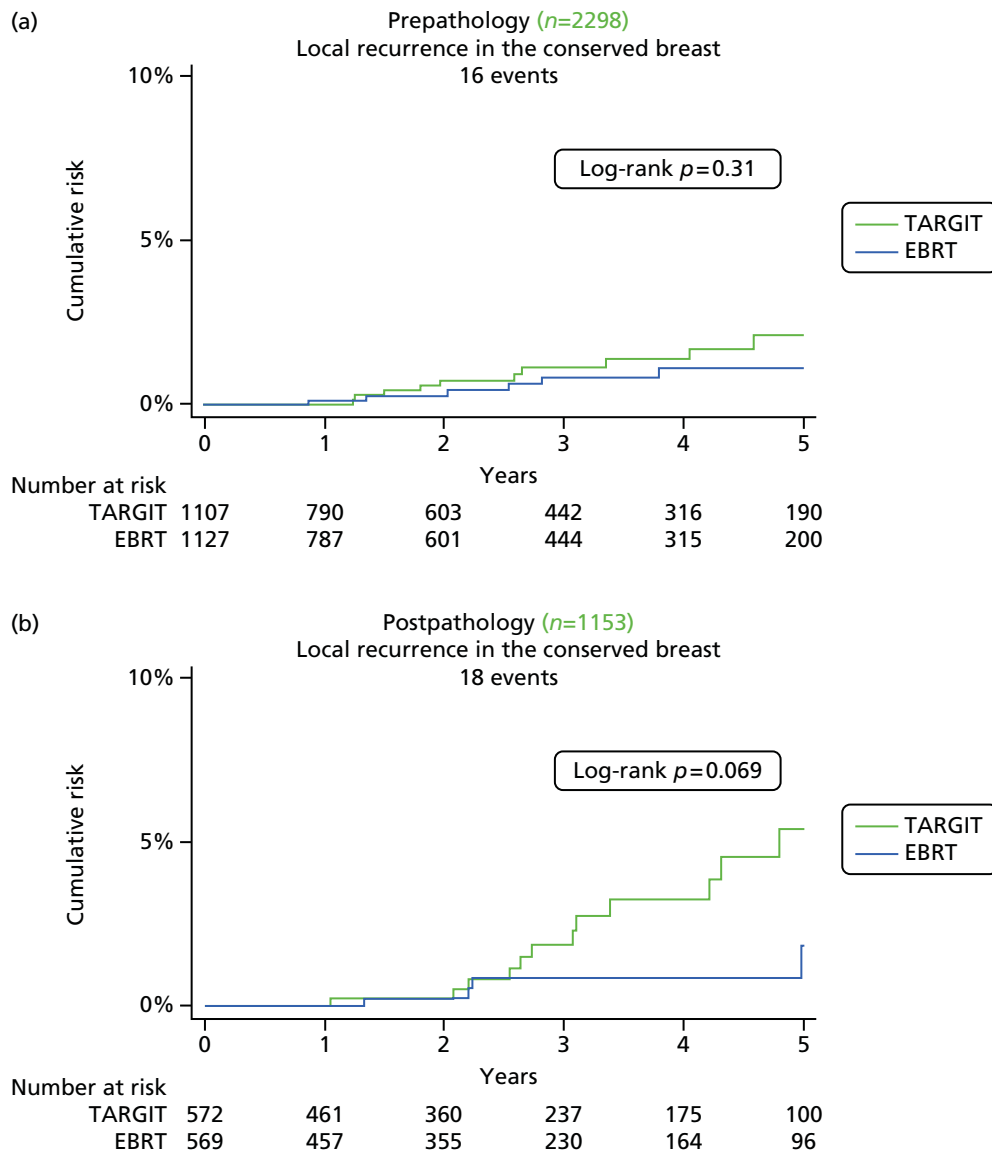 (a)
Prepathology (n=2298)
Local recurrence in the conserved breast
16 events
10%
5%
0%
Cumulative risk
Log-rank p=0.31
TARGIT
EBRT
0 1 2 3 4 5
Years
Number at risk
TARGIT 1107 790 603 442 316 190
EBRT 1127 787 601 444 315 200
(b)
Postpathology (n=1153)
Local recurrence in the conserved breast
18 events
10%
5%
0%
Cumulative risk
Log-rank p=0.069
TARGIT
EBRT
0 1 2 3 4 5
Years
Number at risk
TARGIT 572 461 360 237 175 100
EBRT 569 457 355 230 164 96